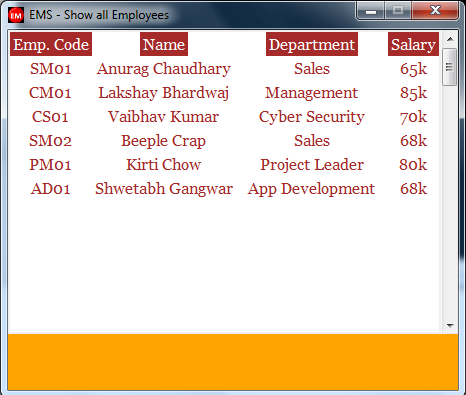 EM EMS - Show all Employees
Emp. Code Name Department Salary
SM01 Anurag Chaudhary Sales 65k
CM01 Lakshay Bhardwaj Management 85k
CS01 Vaibhav Kumar Cyber Security 70k
SM02 Beeple Crap Sales 68k
PM01 Kirti Chow Project Leader 80k
AD01 Shwetabh Gangwar App Development 68k